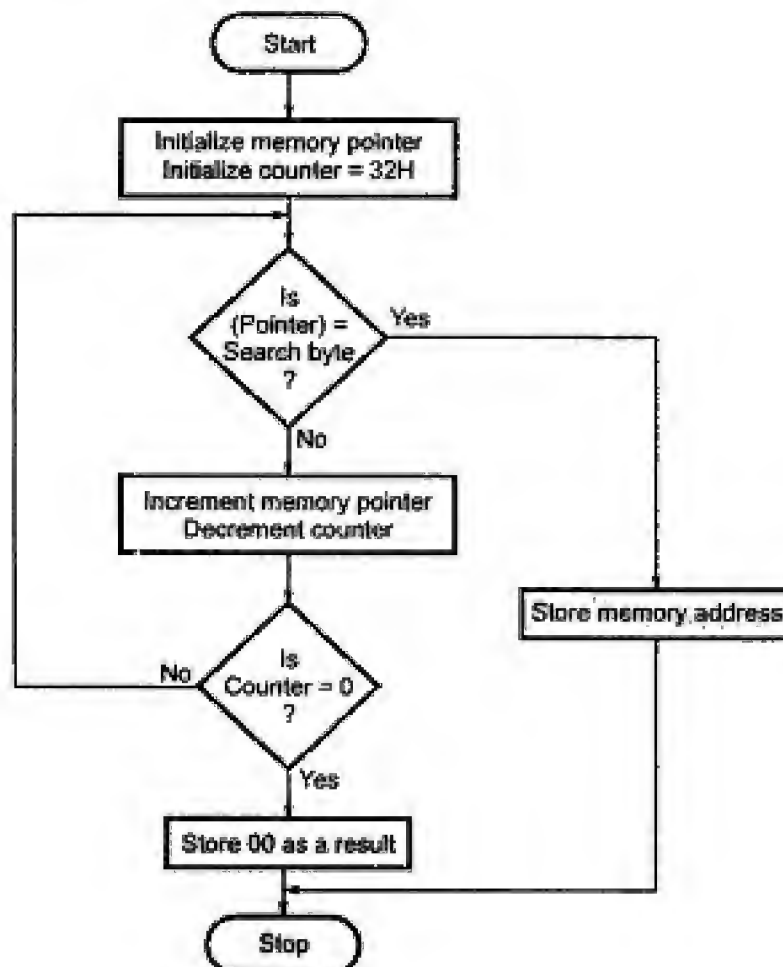 Start
Initialize memory pointer
Initialize counter = 32H
Is
(Pointer) =
Search byte
?
Yes
No
Increment memory pointer
Decrement counter
Store memory address
Is
Counter = 0
?
No
Yes
Store 00 as a result
Stop